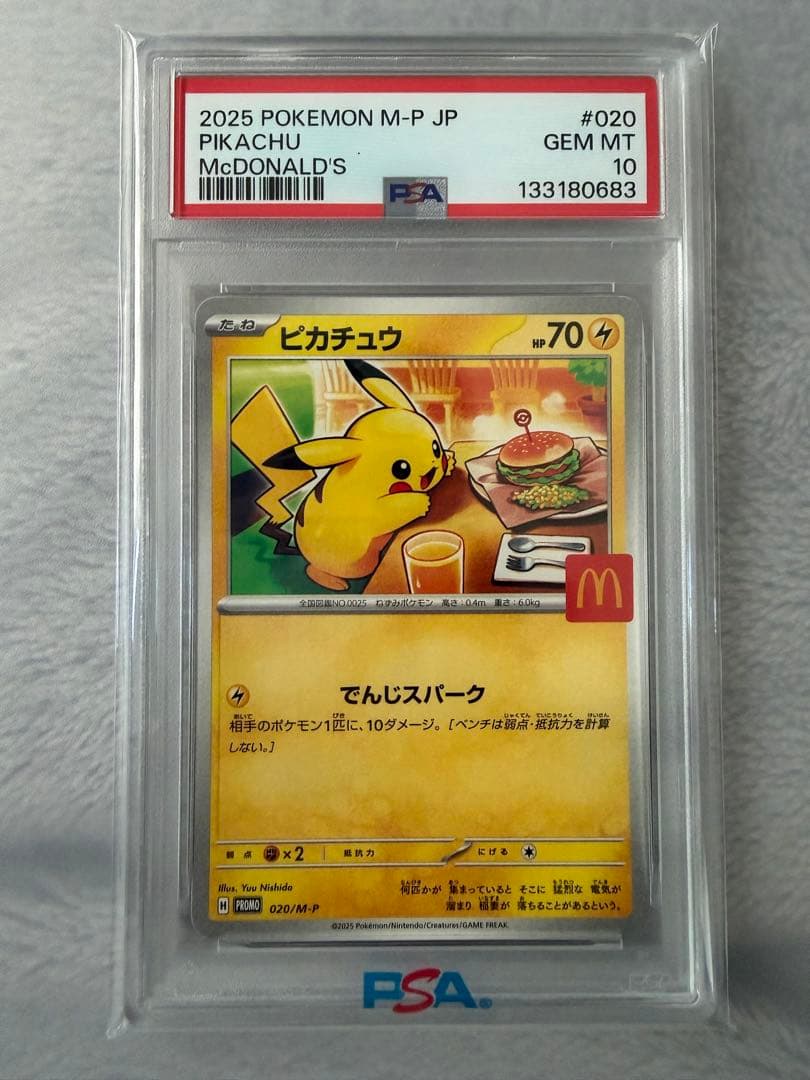 2025 POKEMON M-P JP #020
PIKACHU GEM MT
McDONALD'S 10
PSA 133180683
たね ピカチュウ HP70
M
全国図鑑NO.0025 ねずみポケモン 高さ:0.4m 重さ:6.0kg
でんじスパーク
相手のポケモン1匹に、10ダメージ。[ベンチは弱点・抵抗力を計算
しない。]
弱点 ×2 抵抗力 にげる
Illus. Yuu Nishida
何匹かが 集まっていると そこに 猛烈な 電気が
溜まり 稲妻が 落ちることがあるという。
H PROMO 020/M-P
©2025 Pokémon/Nintendo/Creatures/GAME FREAK.
PSA®